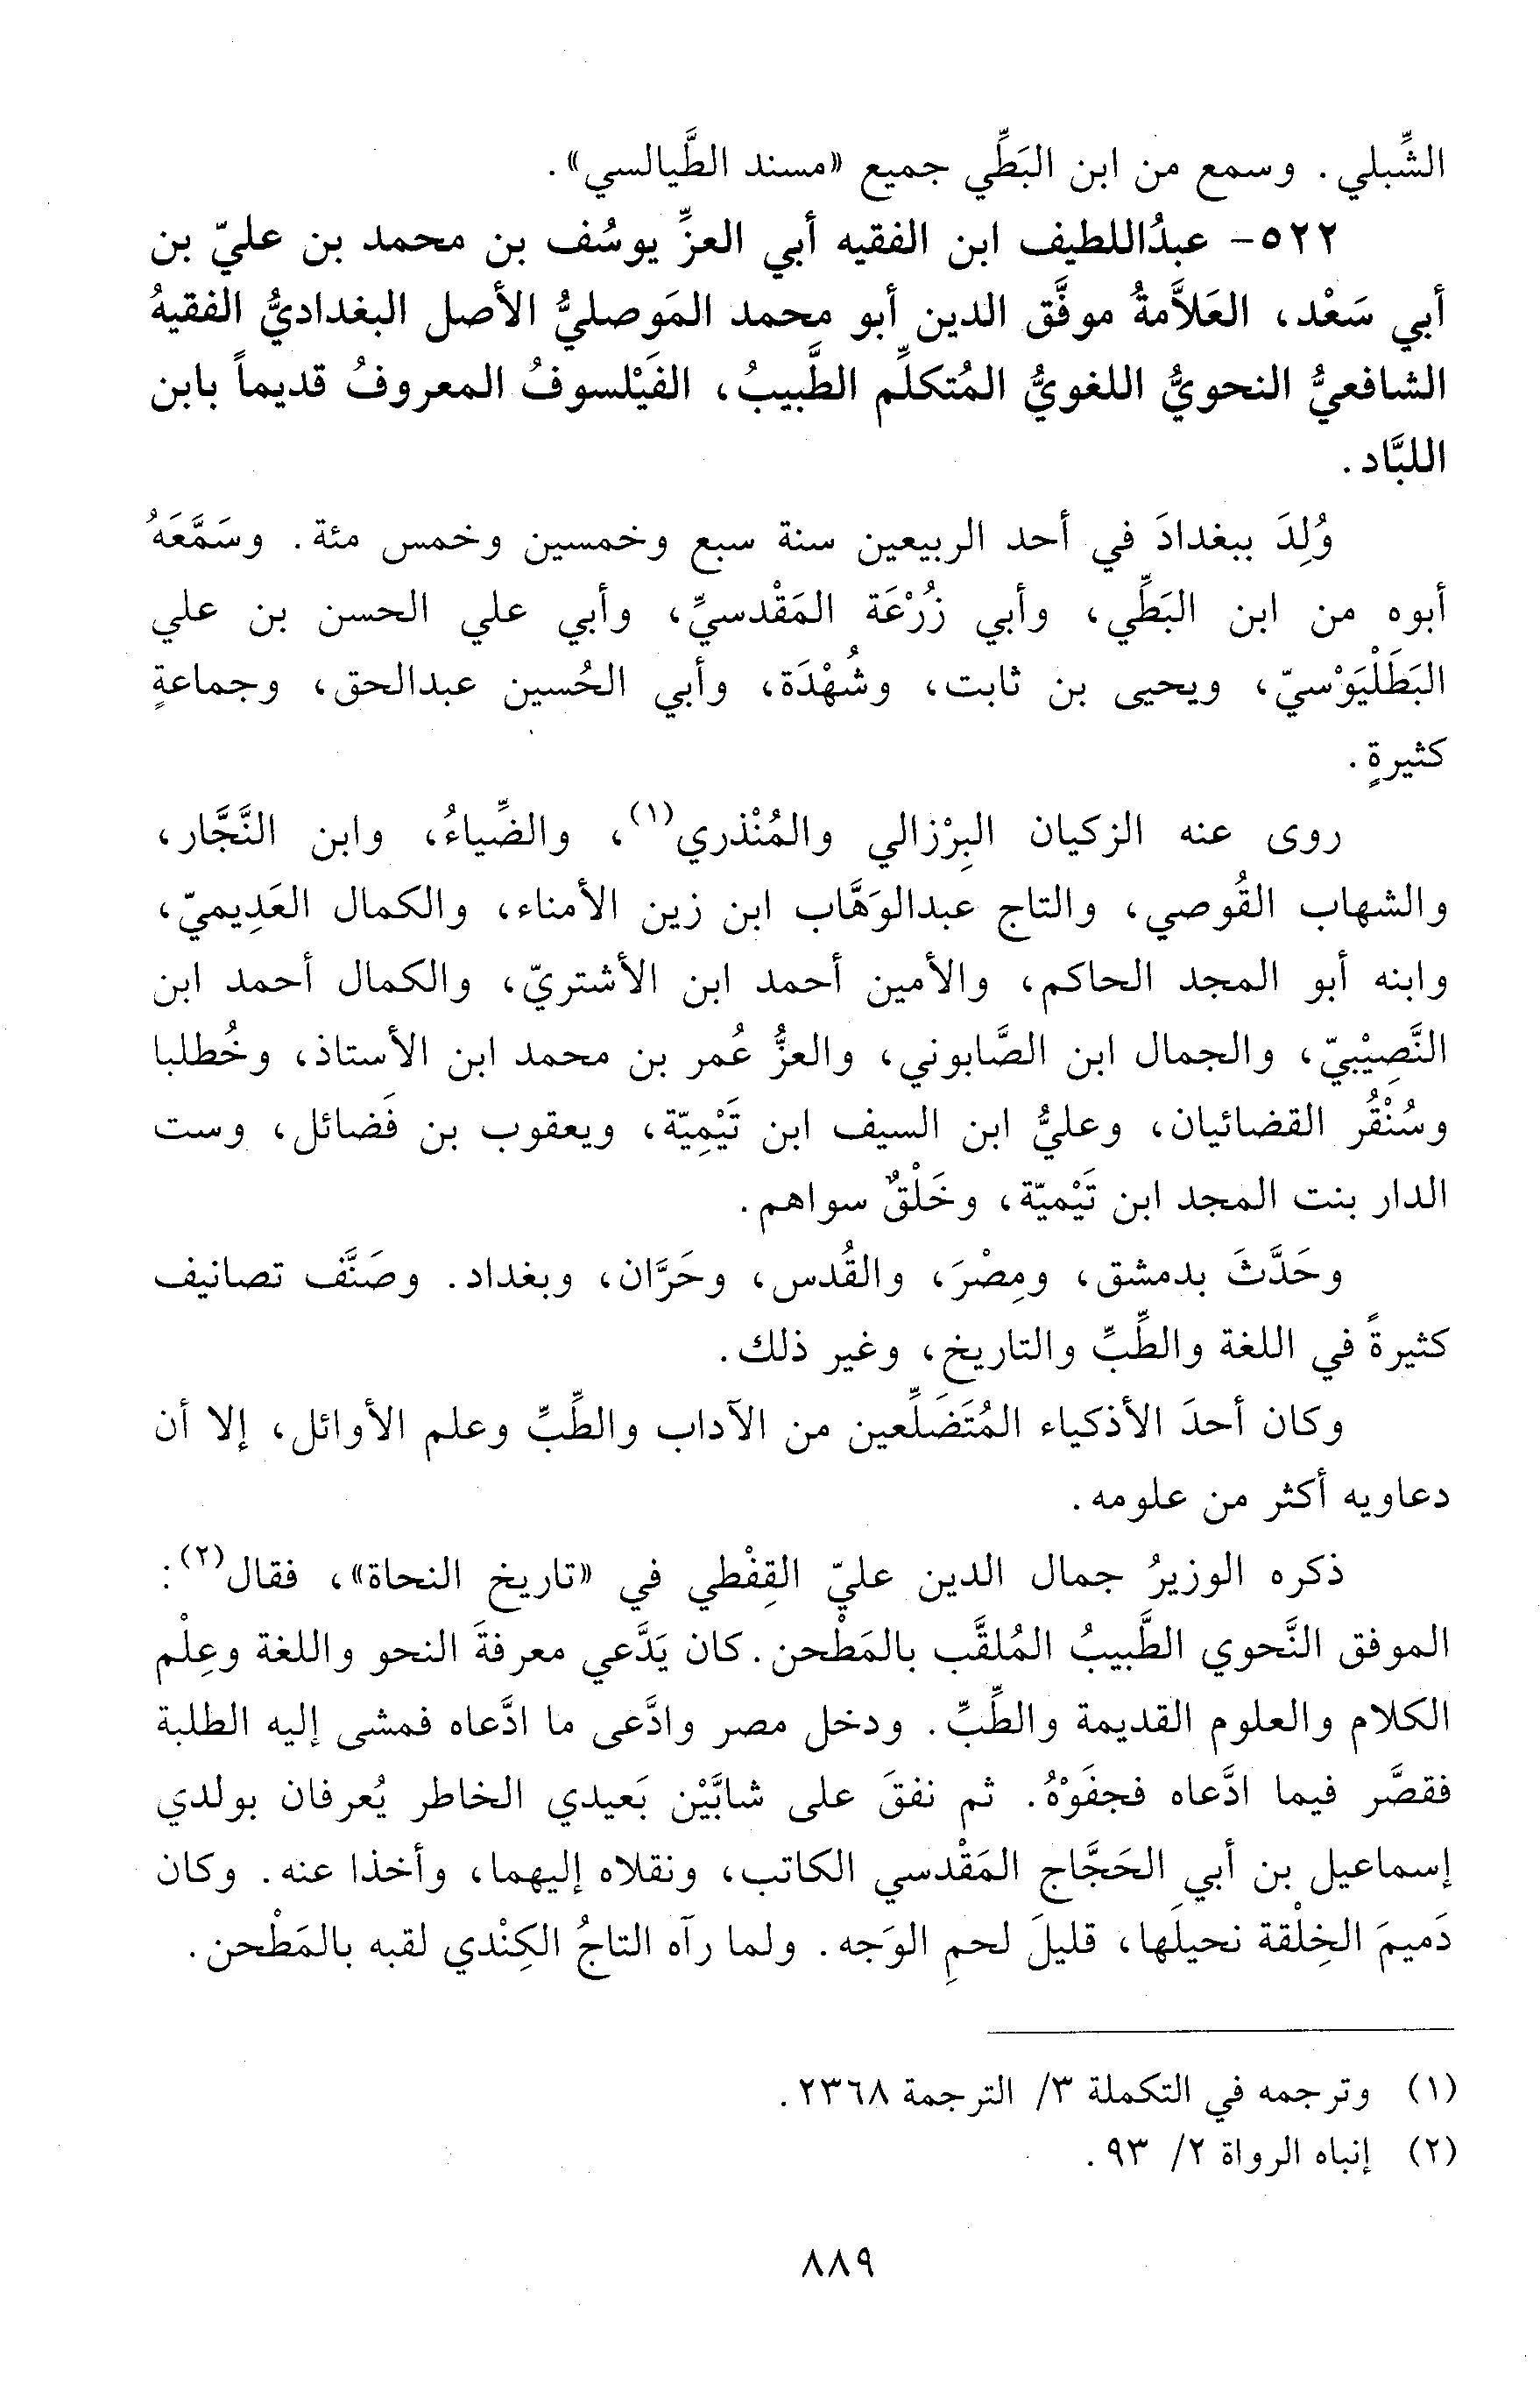 الشِّبلي. وسمع من ابن البَطِّي جميع «مسند الطَّيالسي».
٥٢٢- عبدُاللطيف ابن الفقيه أبي العزِّ يوسُف بن محمد بن عليّ بن
أبي سَعْد، العَلاَّمةُ موفَّق الدين أبو محمد المَوصليُّ الأصل البغداديُّ الفقيهُ
الشافعيُّ النحويُّ اللغويُّ المُتكلِّم الطَّبيبُ، الفَيْلسوفُ المعروفُ قديماً بابن
اللبَّاد.
وُلِدَ ببغدادَ في أحد الربيعين سنة سبع وخمسين وخمس مئة. وسَمَّعَهُ
أبوه من ابن البَطِّي، وأبي زُرْعَة المَقْدسيِّ، وأبي علي الحسن بن علي
البَطَلْيَوْسيّ، ويحيى بن ثابت، وشُهْدَة، وأبي الحُسين عبدالحق، وجماعةٍ
كثيرةٍ.
روى عنه الزكيان البِرْزالي والمُنْذري(١)، والضِّياءُ، وابن النَّجَّار،
والشهاب القُوصي، والتاج عبدالوَهَّاب ابن زين الأمناء، والكمال العَدِيميّ،
وابنه أبو المجد الحاكم، والأمين أحمد ابن الأشتريّ، والكمال أحمد ابن
النَّصِيْبيّ، والجمال ابن الصَّابوني، والعزُّ عُمر بن محمد ابن الأستاذ، وخُطلبا
وسُنْقُر القضائيان، وعليُّ ابن السيف ابن تَيْمِيّة، ويعقوب بن فَضائل، وست
الدار بنت المجد ابن تَيْميّة، وخَلْقٌ سواهم.
وحَدَّثَ بدمشق، ومِصْرَ، والقُدس، وحَرَّان، وبغداد. وصَنَّف تصانيف
كثيرةً في اللغة والطِّبِّ والتاريخ، وغير ذلك.
وكان أحدَ الأذكياء المُتَضَلِّعين من الآداب والطِّبِّ وعلم الأوائل، إلا أن
دعاويه أكثر من علومه.
ذكره الوزيرُ جمال الدين عليّ القِفْطي في «تاريخ النحاة»، فقال(٢):
الموفق النَّحوي الطَّبيبُ المُلقَّب بالمَطْحن. كان يَدَّعي معرفةَ النحو واللغة وعِلْم
الكلام والعلوم القديمة والطِّبِّ. ودخل مصر وادَّعى ما ادَّعاه فمشى إليه الطلبة
فقصَّر فيما ادَّعاه فجفَوْهُ. ثم نفقَ على شابَّيْن بَعيدي الخاطر يُعرفان بولدي
إسماعيل بن أبي الحَجَّاج المَقْدسي الكاتب، ونقلاه إليهما، وأخذا عنه. وكان
دَميمَ الخِلْقة نحيلَها، قليلَ لحمِ الوَجه. ولما رآه التاجُ الكِنْدي لقبه بالمَطْحن.
(١) وترجمه في التكملة ٣/ الترجمة ٢٣٦٨.
(٢) إنباه الرواة ٢/ ٩٣.
٨٨٩